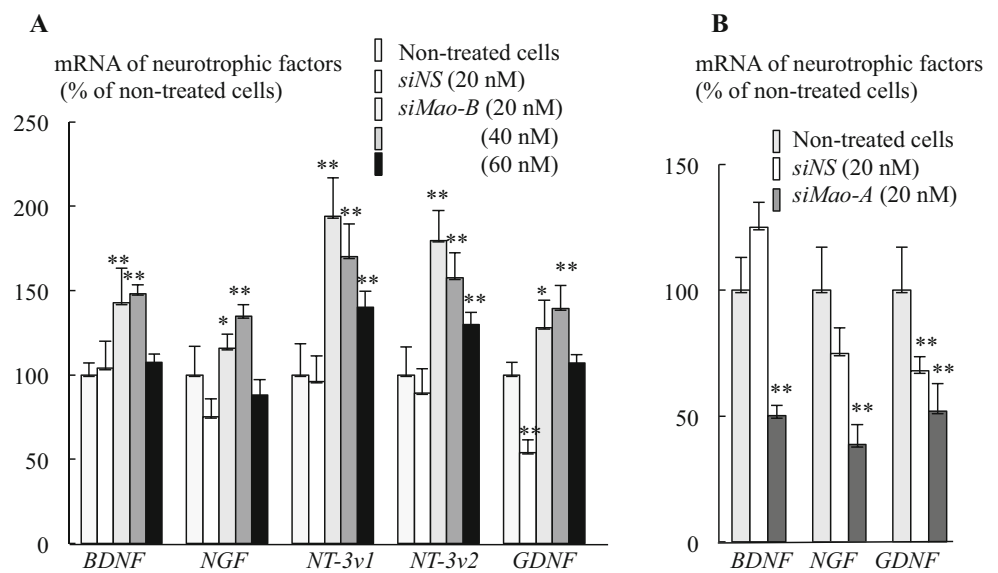 A
mRNA of neurotrophic factors
(% of non-treated cells)
Non-treated cells
siNS (20 nM)
siMao-B (20 nM)
(40 nM)
(60 nM)
250
200
150
100
50
0
** ** * ** ** ** ** ** ** ** ** * **
BDNF NGF NT-3v1 NT-3v2 GDNF
B
mRNA of neurotrophic factors
(% of non-treated cells)
Non-treated cells
siNS (20 nM)
siMao-A (20 nM)
150
100
50
0
** ** ** **
BDNF NGF GDNF